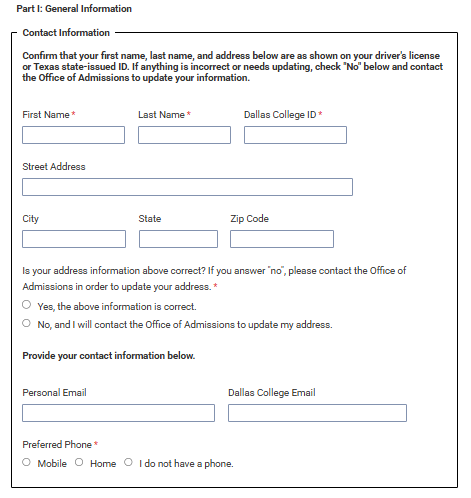 Part I: General Information
Contact Information
Confirm that your first name, last name, and address below are as shown on your driver's license
or Texas state-issued ID. If anything is incorrect or needs updating, check "No" below and contact
the Office of Admissions to update your information.
First Name * Last Name * Dallas College ID *
Street Address
City State Zip Code
Is your address information above correct? If you answer "no", please contact the Office of
Admissions in order to update your address. *
Yes, the above information is correct.
No, and I will contact the Office of Admissions to update my address.
Provide your contact information below.
Personal Email Dallas College Email
Preferred Phone *
Mobile Home I do not have a phone.